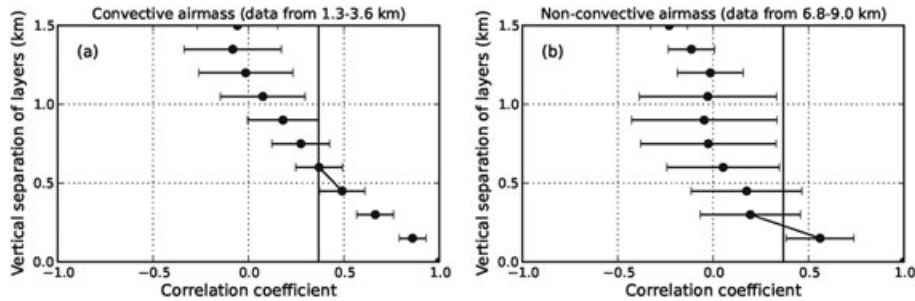 Convective airmass (data from 1.3-3.6 km)
(a)
Vertical separation of layers (km)
1.5
1.0
0.5
0.0
−1.0 −0.5 0.0 0.5 1.0
Correlation coefficient
Non-convective airmass (data from 6.8-9.0 km)
(b)
Vertical separation of layers (km)
1.5
1.0
0.5
0.0
−1.0 −0.5 0.0 0.5 1.0
Correlation coefficient